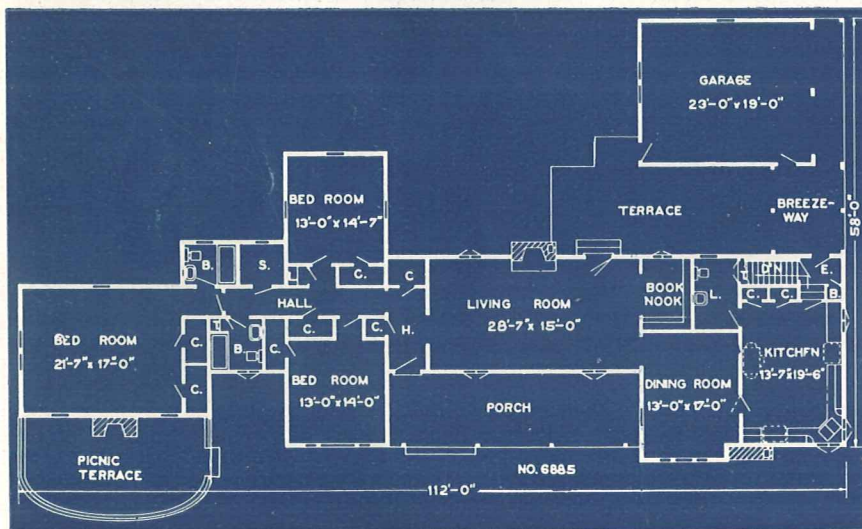 GARAGE
23'-0" x 19'-0"
BED ROOM
13'-0" x 14'-7"
TERRACE
BREEZE-
WAY
58'-0"
B.
S.
L.
C.
C
HALL
LIVING ROOM
28'-7" x 15'-0"
BOOK
NOOK
L.
T.
D'N
E.
C.
C.
B.
BED ROOM
21'-7" x 17'-0"
T.
C.
B.
C.
C.
C.
C.
H.
KITCHEN
13'-7" x 19'-6"
BED ROOM
13'-0" x 14'-0"
PORCH
DINING ROOM
13'-0" x 17'-0"
PICNIC
TERRACE
NO. 6885
112'-0"